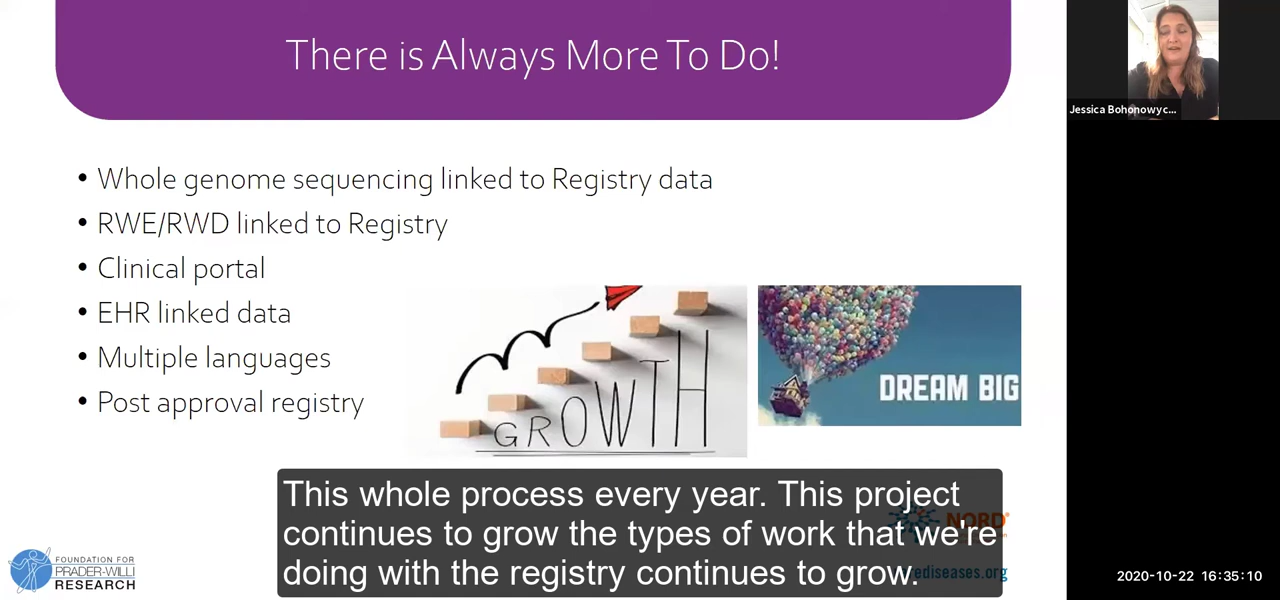 There is Always More To Do!
Jessica Bohonowyc...
• Whole genome sequencing linked to Registry data
• RWE/RWD linked to Registry
• Clinical portal
• EHR linked data
• Multiple languages
• Post approval registry
GROWTH
DREAM BIG
This whole process every year. This project
continues to grow the types of work that we're
doing with the registry continues to grow.
NORD
FOUNDATION FOR
PRADER-WILLI
RESEARCH
2020-10-22 16:35:10